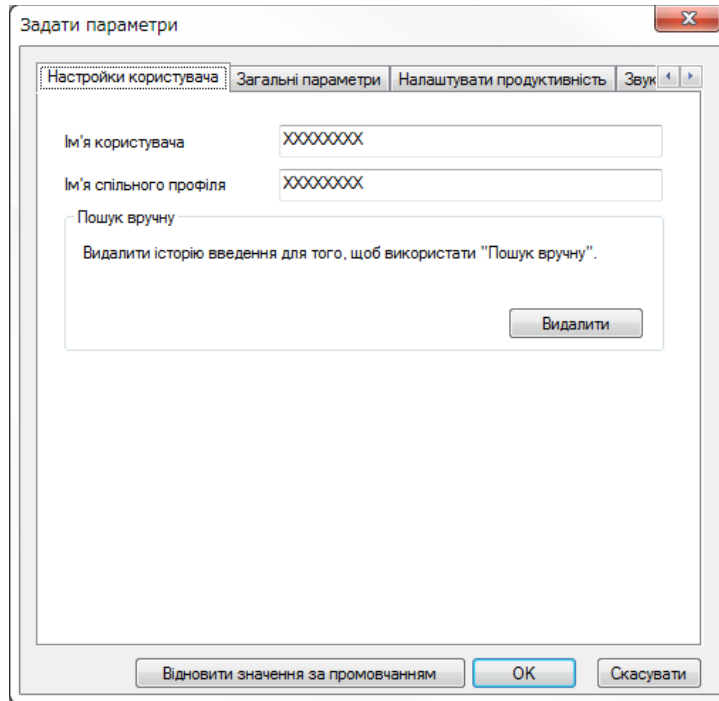 Задати параметри
Настройки користувача Загальні параметри Налаштувати продуктивність Звук
Ім'я користувача XXXXXXXX
Ім'я спільного профіля XXXXXXXX
Пошук вручну
Видалити історію введення для того, щоб використати "Пошук вручну".
Видалити
Відновити значення за промовчанням OK Скасувати